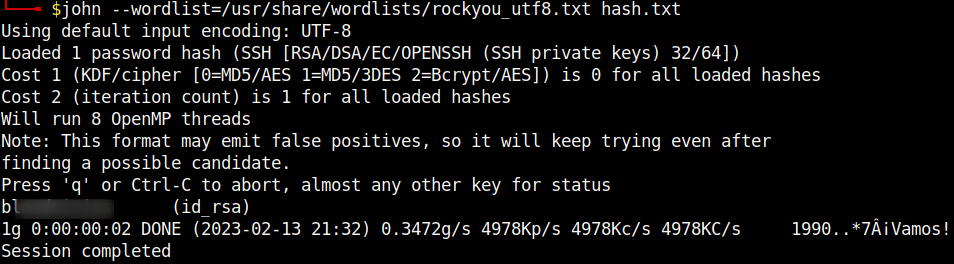 $john --wordlist=/usr/share/wordlists/rockyou_utf8.txt hash.txt
Using default input encoding: UTF-8
Loaded 1 password hash (SSH [RSA/DSA/EC/OPENSSH (SSH private keys) 32/64])
Cost 1 (KDF/cipher [0=MD5/AES 1=MD5/3DES 2=Bcrypt/AES]) is 0 for all loaded hashes
Cost 2 (iteration count) is 1 for all loaded hashes
Will run 8 OpenMP threads
Note: This format may emit false positives, so it will keep trying even after
finding a possible candidate.
Press 'q' or Ctrl-C to abort, almost any other key for status
(id_rsa)
1g 0:00:00:02 DONE (2023-02-13 21:32) 0.3472g/s 4978Kp/s 4978Kc/s 4978KC/s     1990..*7Â¡Vamos!
Session completed